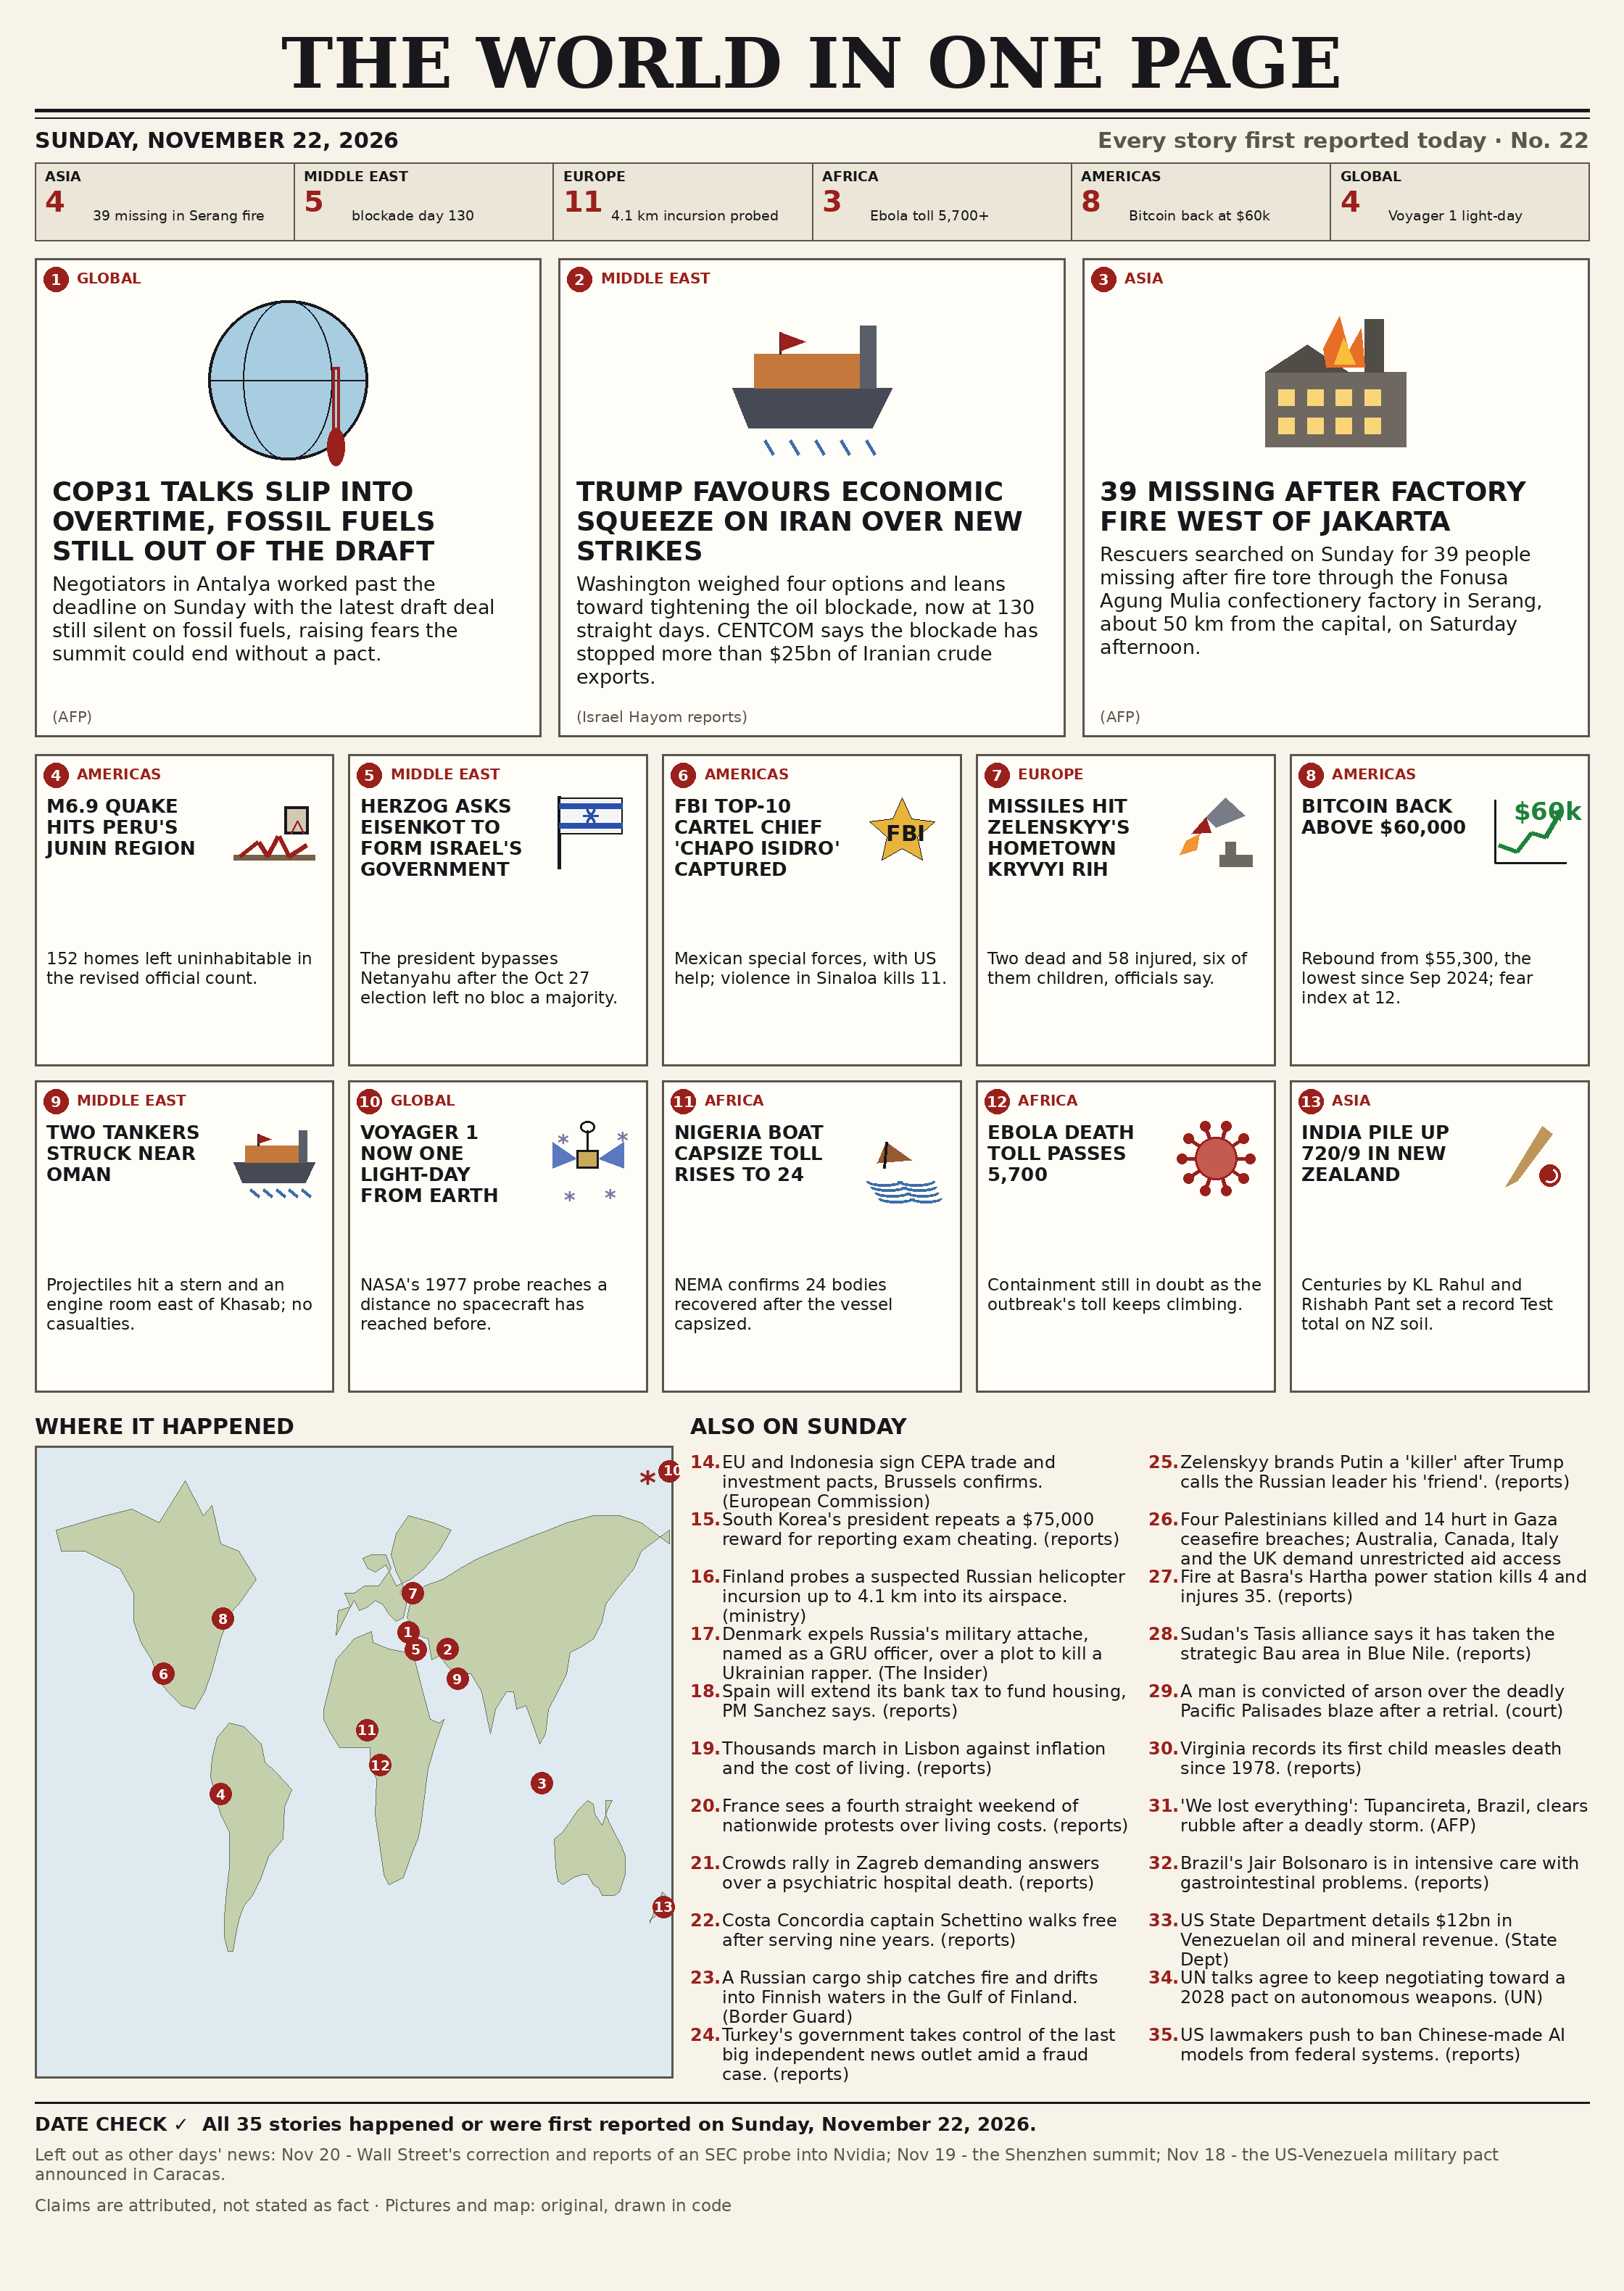 THE WORLD IN ONE PAGE
SUNDAY, NOVEMBER 22, 2026
Every story first reported today · No. 22
ASIA
4
39 missing in Serang fire
MIDDLE EAST
5
blockade day 130
EUROPE
11
4.1 km incursion probed
AFRICA
3
Ebola toll 5,700+
AMERICAS
8
Bitcoin back at $60k
GLOBAL
4
Voyager 1 light-day
1 GLOBAL
COP31 TALKS SLIP INTO
OVERTIME, FOSSIL FUELS
STILL OUT OF THE DRAFT
Negotiators in Antalya worked past the
deadline on Sunday with the latest draft deal
still silent on fossil fuels, raising fears the
summit could end without a pact.
(AFP)
2 MIDDLE EAST
TRUMP FAVOURS ECONOMIC
SQUEEZE ON IRAN OVER NEW
STRIKES
Washington weighed four options and leans
toward tightening the oil blockade, now at 130
straight days. CENTCOM says the blockade has
stopped more than $25bn of Iranian crude
exports.
(Israel Hayom reports)
3 ASIA
39 MISSING AFTER FACTORY
FIRE WEST OF JAKARTA
Rescuers searched on Sunday for 39 people
missing after fire tore through the Fonusa
Agung Mulia confectionery factory in Serang,
about 50 km from the capital, on Saturday
afternoon.
(AFP)
4 AMERICAS
M6.9 QUAKE
HITS PERU'S
JUNIN REGION
152 homes left uninhabitable in
the revised official count.
5 MIDDLE EAST
HERZOG ASKS
EISENKOT TO
FORM ISRAEL'S
GOVERNMENT
The president bypasses
Netanyahu after the Oct 27
election left no bloc a majority.
6 AMERICAS
FBI TOP-10
CARTEL CHIEF
'CHAPO ISIDRO'
CAPTURED
FBI
Mexican special forces, with US
help; violence in Sinaloa kills 11.
7 EUROPE
MISSILES HIT
ZELENSKYY'S
HOMETOWN
KRYVYI RIH
Two dead and 58 injured, six of
them children, officials say.
8 AMERICAS
BITCOIN BACK
ABOVE $60,000
$60k
Rebound from $55,300, the
lowest since Sep 2024; fear
index at 12.
9 MIDDLE EAST
TWO TANKERS
STRUCK NEAR
OMAN
Projectiles hit a stern and an
engine room east of Khasab; no
casualties.
10 GLOBAL
VOYAGER 1
NOW ONE
LIGHT-DAY
FROM EARTH
NASA's 1977 probe reaches a
distance no spacecraft has
reached before.
11 AFRICA
NIGERIA BOAT
CAPSIZE TOLL
RISES TO 24
NEMA confirms 24 bodies
recovered after the vessel
capsized.
12 AFRICA
EBOLA DEATH
TOLL PASSES
5,700
Containment still in doubt as the
outbreak's toll keeps climbing.
13 ASIA
INDIA PILE UP
720/9 IN NEW
ZEALAND
Centuries by KL Rahul and
Rishabh Pant set a record Test
total on NZ soil.
WHERE IT HAPPENED
* 10
7
8
1
5
2
6
9
11
12
3
4
13
ALSO ON SUNDAY
14. EU and Indonesia sign CEPA trade and
investment pacts, Brussels confirms.
(European Commission)
15. South Korea's president repeats a $75,000
reward for reporting exam cheating. (reports)
16. Finland probes a suspected Russian helicopter
incursion up to 4.1 km into its airspace.
(ministry)
17. Denmark expels Russia's military attache,
named as a GRU officer, over a plot to kill a
Ukrainian rapper. (The Insider)
18. Spain will extend its bank tax to fund housing,
PM Sanchez says. (reports)
19. Thousands march in Lisbon against inflation
and the cost of living. (reports)
20. France sees a fourth straight weekend of
nationwide protests over living costs. (reports)
21. Crowds rally in Zagreb demanding answers
over a psychiatric hospital death. (reports)
22. Costa Concordia captain Schettino walks free
after serving nine years. (reports)
23. A Russian cargo ship catches fire and drifts
into Finnish waters in the Gulf of Finland.
(Border Guard)
24. Turkey's government takes control of the last
big independent news outlet amid a fraud
case. (reports)
25. Zelenskyy brands Putin a 'killer' after Trump
calls the Russian leader his 'friend'. (reports)
26. Four Palestinians killed and 14 hurt in Gaza
ceasefire breaches; Australia, Canada, Italy
and the UK demand unrestricted aid access
27. Fire at Basra's Hartha power station kills 4 and
injures 35. (reports)
28. Sudan's Tasis alliance says it has taken the
strategic Bau area in Blue Nile. (reports)
29. A man is convicted of arson over the deadly
Pacific Palisades blaze after a retrial. (court)
30. Virginia records its first child measles death
since 1978. (reports)
31. 'We lost everything': Tupancireta, Brazil, clears
rubble after a deadly storm. (AFP)
32. Brazil's Jair Bolsonaro is in intensive care with
gastrointestinal problems. (reports)
33. US State Department details $12bn in
Venezuelan oil and mineral revenue. (State
Dept)
34. UN talks agree to keep negotiating toward a
2028 pact on autonomous weapons. (UN)
35. US lawmakers push to ban Chinese-made AI
models from federal systems. (reports)
DATE CHECK ✓ All 35 stories happened or were first reported on Sunday, November 22, 2026.
Left out as other days' news: Nov 20 - Wall Street's correction and reports of an SEC probe into Nvidia; Nov 19 - the Shenzhen summit; Nov 18 - the US-Venezuela military pact
announced in Caracas.
Claims are attributed, not stated as fact · Pictures and map: original, drawn in code